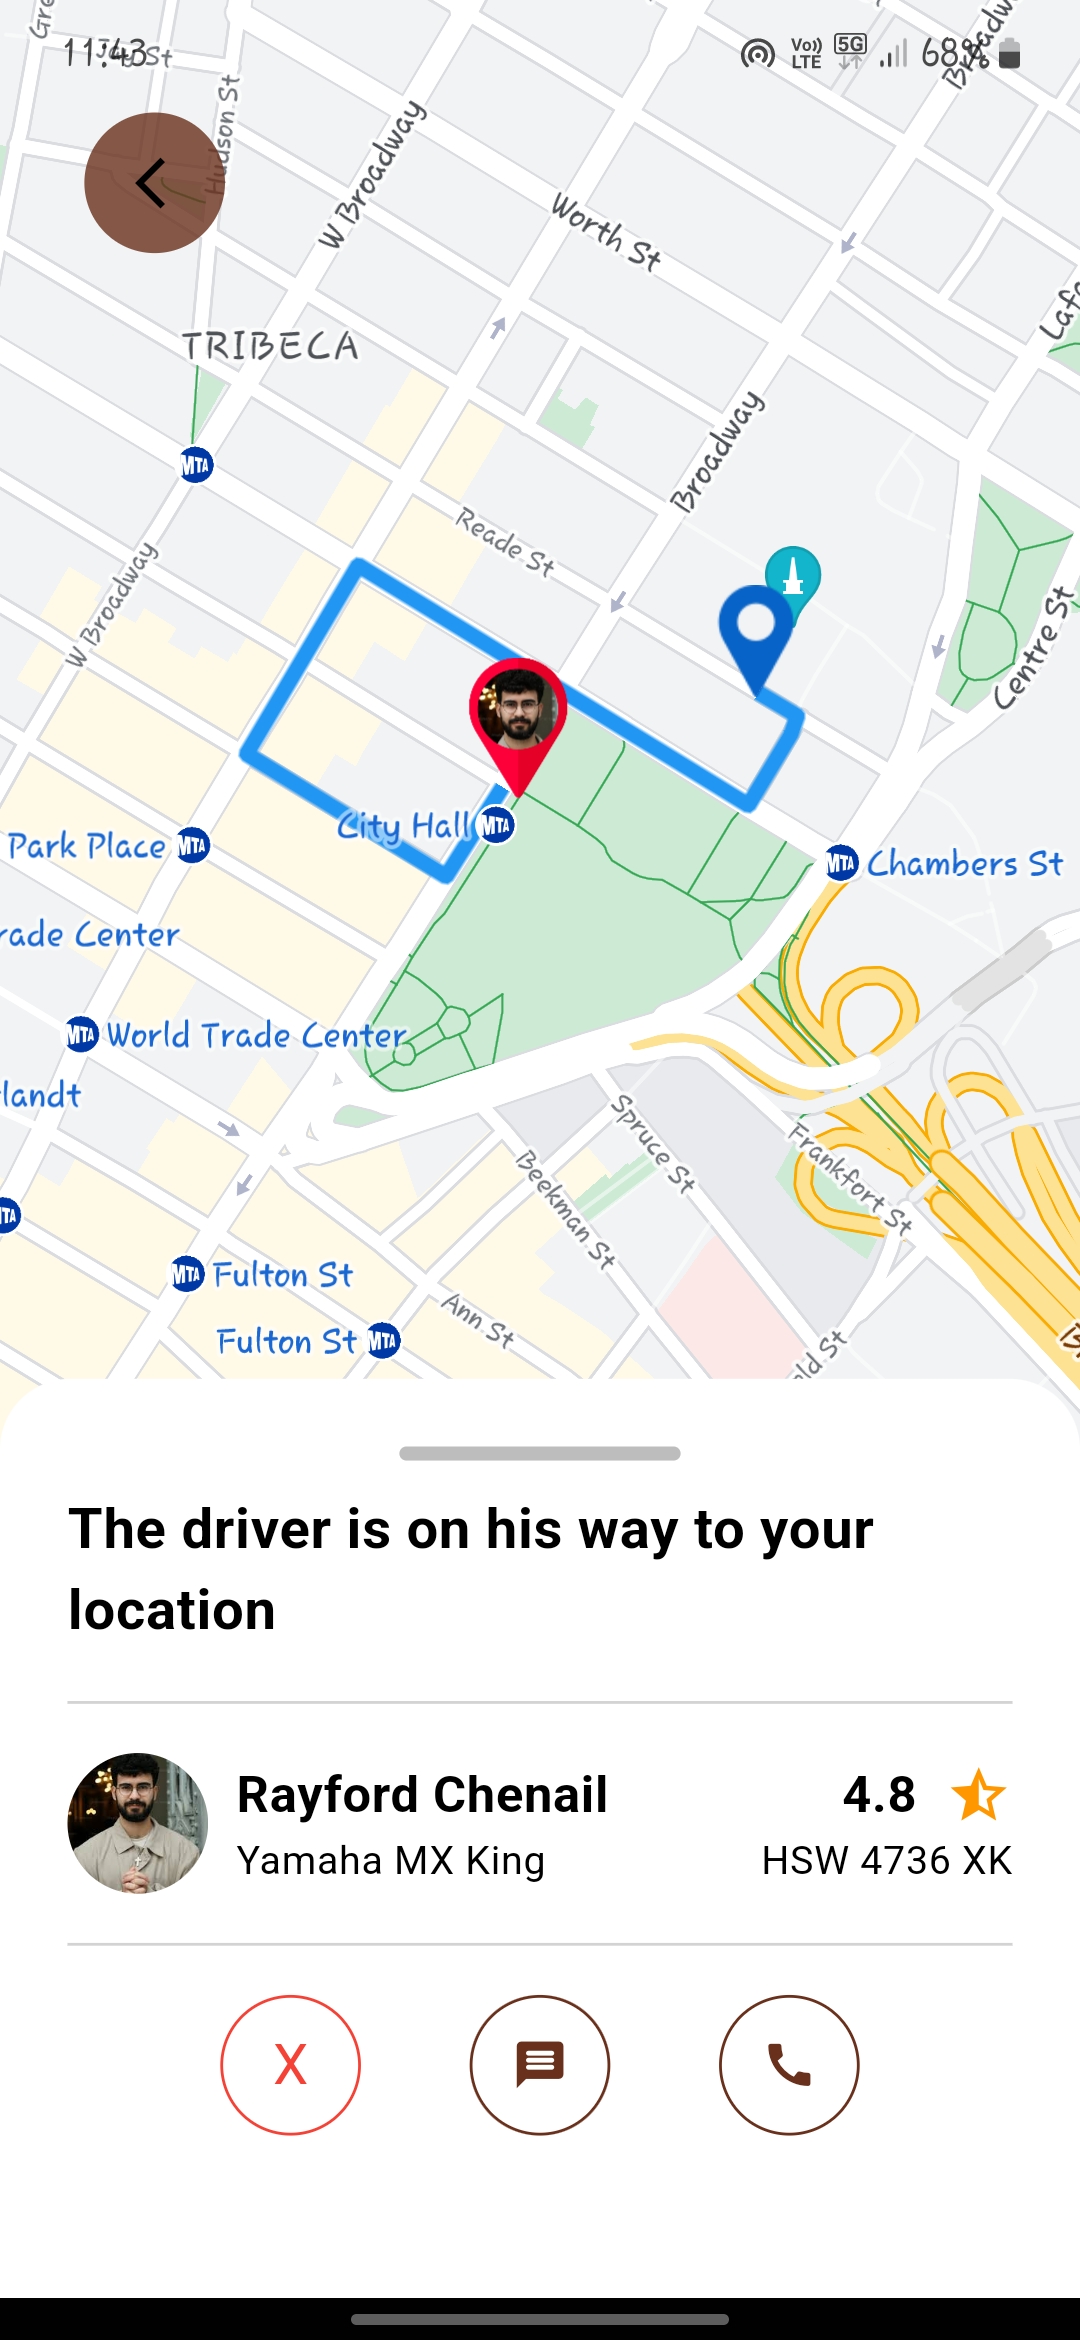 11:43
Vo)) LTE 5G 68%
Hudson St
W Broadway
Broadway
Worth St
TRIBECA
MTA
Broadway
Reade St
W Broadway
Centre St
City Hall MTA
Park Place MTA
MTA Chambers St
rade Center
MTA World Trade Center
landt
Spruce St
Frankfort St
Beekman St
MTA Fulton St
Ann St
Fulton St MTA
old St
The driver is on his way to your
location
Rayford Chenail 4.8
Yamaha MX King HSW 4736 XK
X